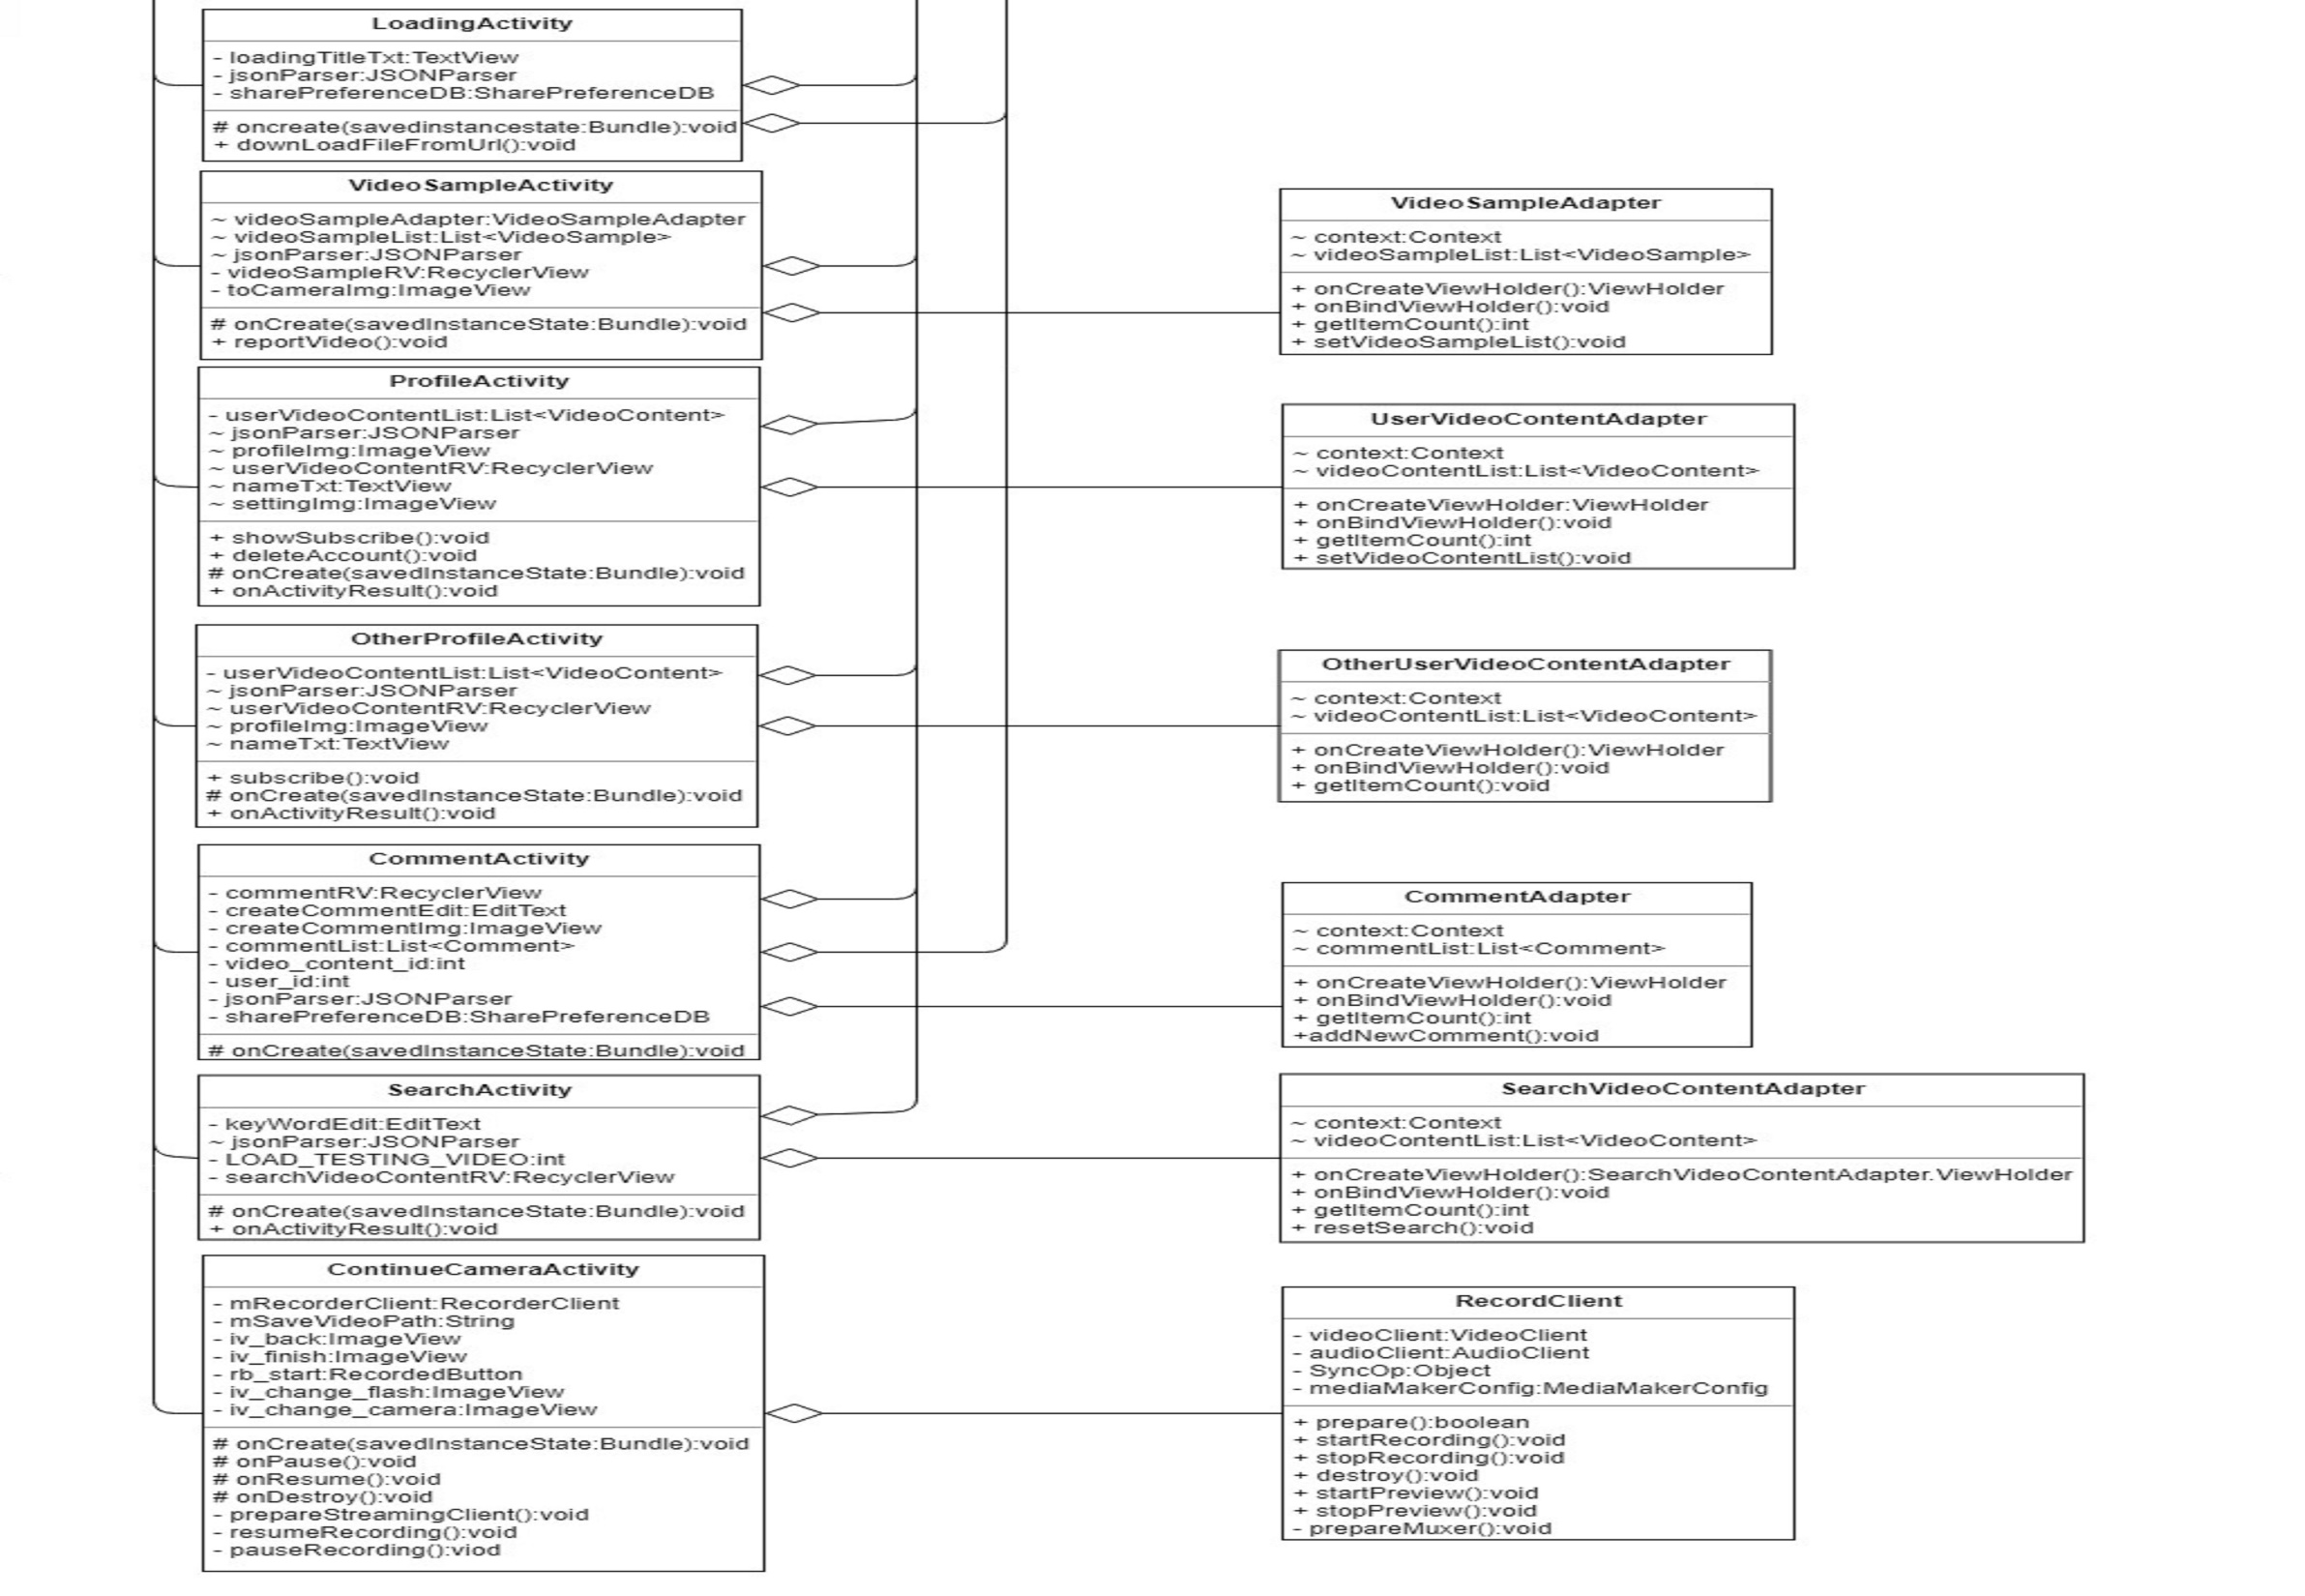 LoadingActivity
- loadingTitleTxt:TextView
- jsonParser:JSONParser
- sharePreferenceDB:SharePreferenceDB
# oncreate(savedinstancestate:Bundle):void
+ downLoadFileFromUrl():void
VideoSampleActivity
~ videoSampleAdapter:VideoSampleAdapter
~ videoSampleList:List<VideoSample>
~ jsonParser:JSONParser
- videoSampleRV:RecyclerView
- toCameraImg:ImageView
# onCreate(savedInstanceState:Bundle):void
+ reportVideo():void
VideoSampleAdapter
~ context:Context
~ videoSampleList:List<VideoSample>
+ onCreateViewHolder():ViewHolder
+ onBindViewHolder():void
+ getItemCount():int
+ setVideoSampleList():void
ProfileActivity
- userVideoContentList:List<VideoContent>
~ jsonParser:JSONParser
~ profileImg:ImageView
~ userVideoContentRV:RecyclerView
~ nameTxt:TextView
~ settingImg:ImageView
+ showSubscribe():void
+ deleteAccount():void
# onCreate(savedInstanceState:Bundle):void
+ onActivityResult():void
UserVideoContentAdapter
~ context:Context
~ videoContentList:List<VideoContent>
+ onCreateViewHolder:ViewHolder
+ onBindViewHolder():void
+ getItemCount():int
+ setVideoContentList():void
OtherProfileActivity
- userVideoContentList:List<VideoContent>
~ jsonParser:JSONParser
~ userVideoContentRV:RecyclerView
~ profileImg:ImageView
~ nameTxt:TextView
+ subscribe():void
# onCreate(savedInstanceState:Bundle):void
+ onActivityResult():void
OtherUserVideoContentAdapter
~ context:Context
~ videoContentList:List<VideoContent>
+ onCreateViewHolder():ViewHolder
+ onBindViewHolder():void
+ getItemCount():void
CommentActivity
- commentRV:RecyclerView
- createCommentEdit:EditText
- createCommentImg:ImageView
- commentList:List<Comment>
- video_content_id:int
- user_id:int
- jsonParser:JSONParser
- sharePreferenceDB:SharePreferenceDB
# onCreate(savedInstanceState:Bundle):void
CommentAdapter
~ context:Context
~ commentList:List<Comment>
+ onCreateViewHolder():ViewHolder
+ onBindViewHolder():void
+ getItemCount():int
+addNewComment():void
SearchActivity
- keyWordEdit:EditText
~ jsonParser:JSONParser
- LOAD_TESTING_VIDEO:int
- searchVideoContentRV:RecyclerView
# onCreate(savedInstanceState:Bundle):void
+ onActivityResult():void
SearchVideoContentAdapter
~ context:Context
~ videoContentList:List<VideoContent>
+ onCreateViewHolder():SearchVideoContentAdapter.ViewHolder
+ onBindViewHolder():void
+ getItemCount():int
+ resetSearch():void
ContinueCameraActivity
- mRecorderClient:RecorderClient
- mSaveVideoPath:String
- iv_back:ImageView
- iv_finish:ImageView
- rb_start:RecordedButton
- iv_change_flash:ImageView
- iv_change_camera:ImageView
# onCreate(savedInstanceState:Bundle):void
# onPause():void
# onResume():void
# onDestroy():void
- prepareStreamingClient():void
- resumeRecording():void
- pauseRecording():viod
RecordClient
- videoClient:VideoClient
- audioClient:AudioClient
- SyncOp:Object
- mediaMakerConfig:MediaMakerConfig
+ prepare():boolean
+ startRecording():void
+ stopRecording():void
+ destroy():void
+ startPreview():void
+ stopPreview():void
- prepareMuxer():void